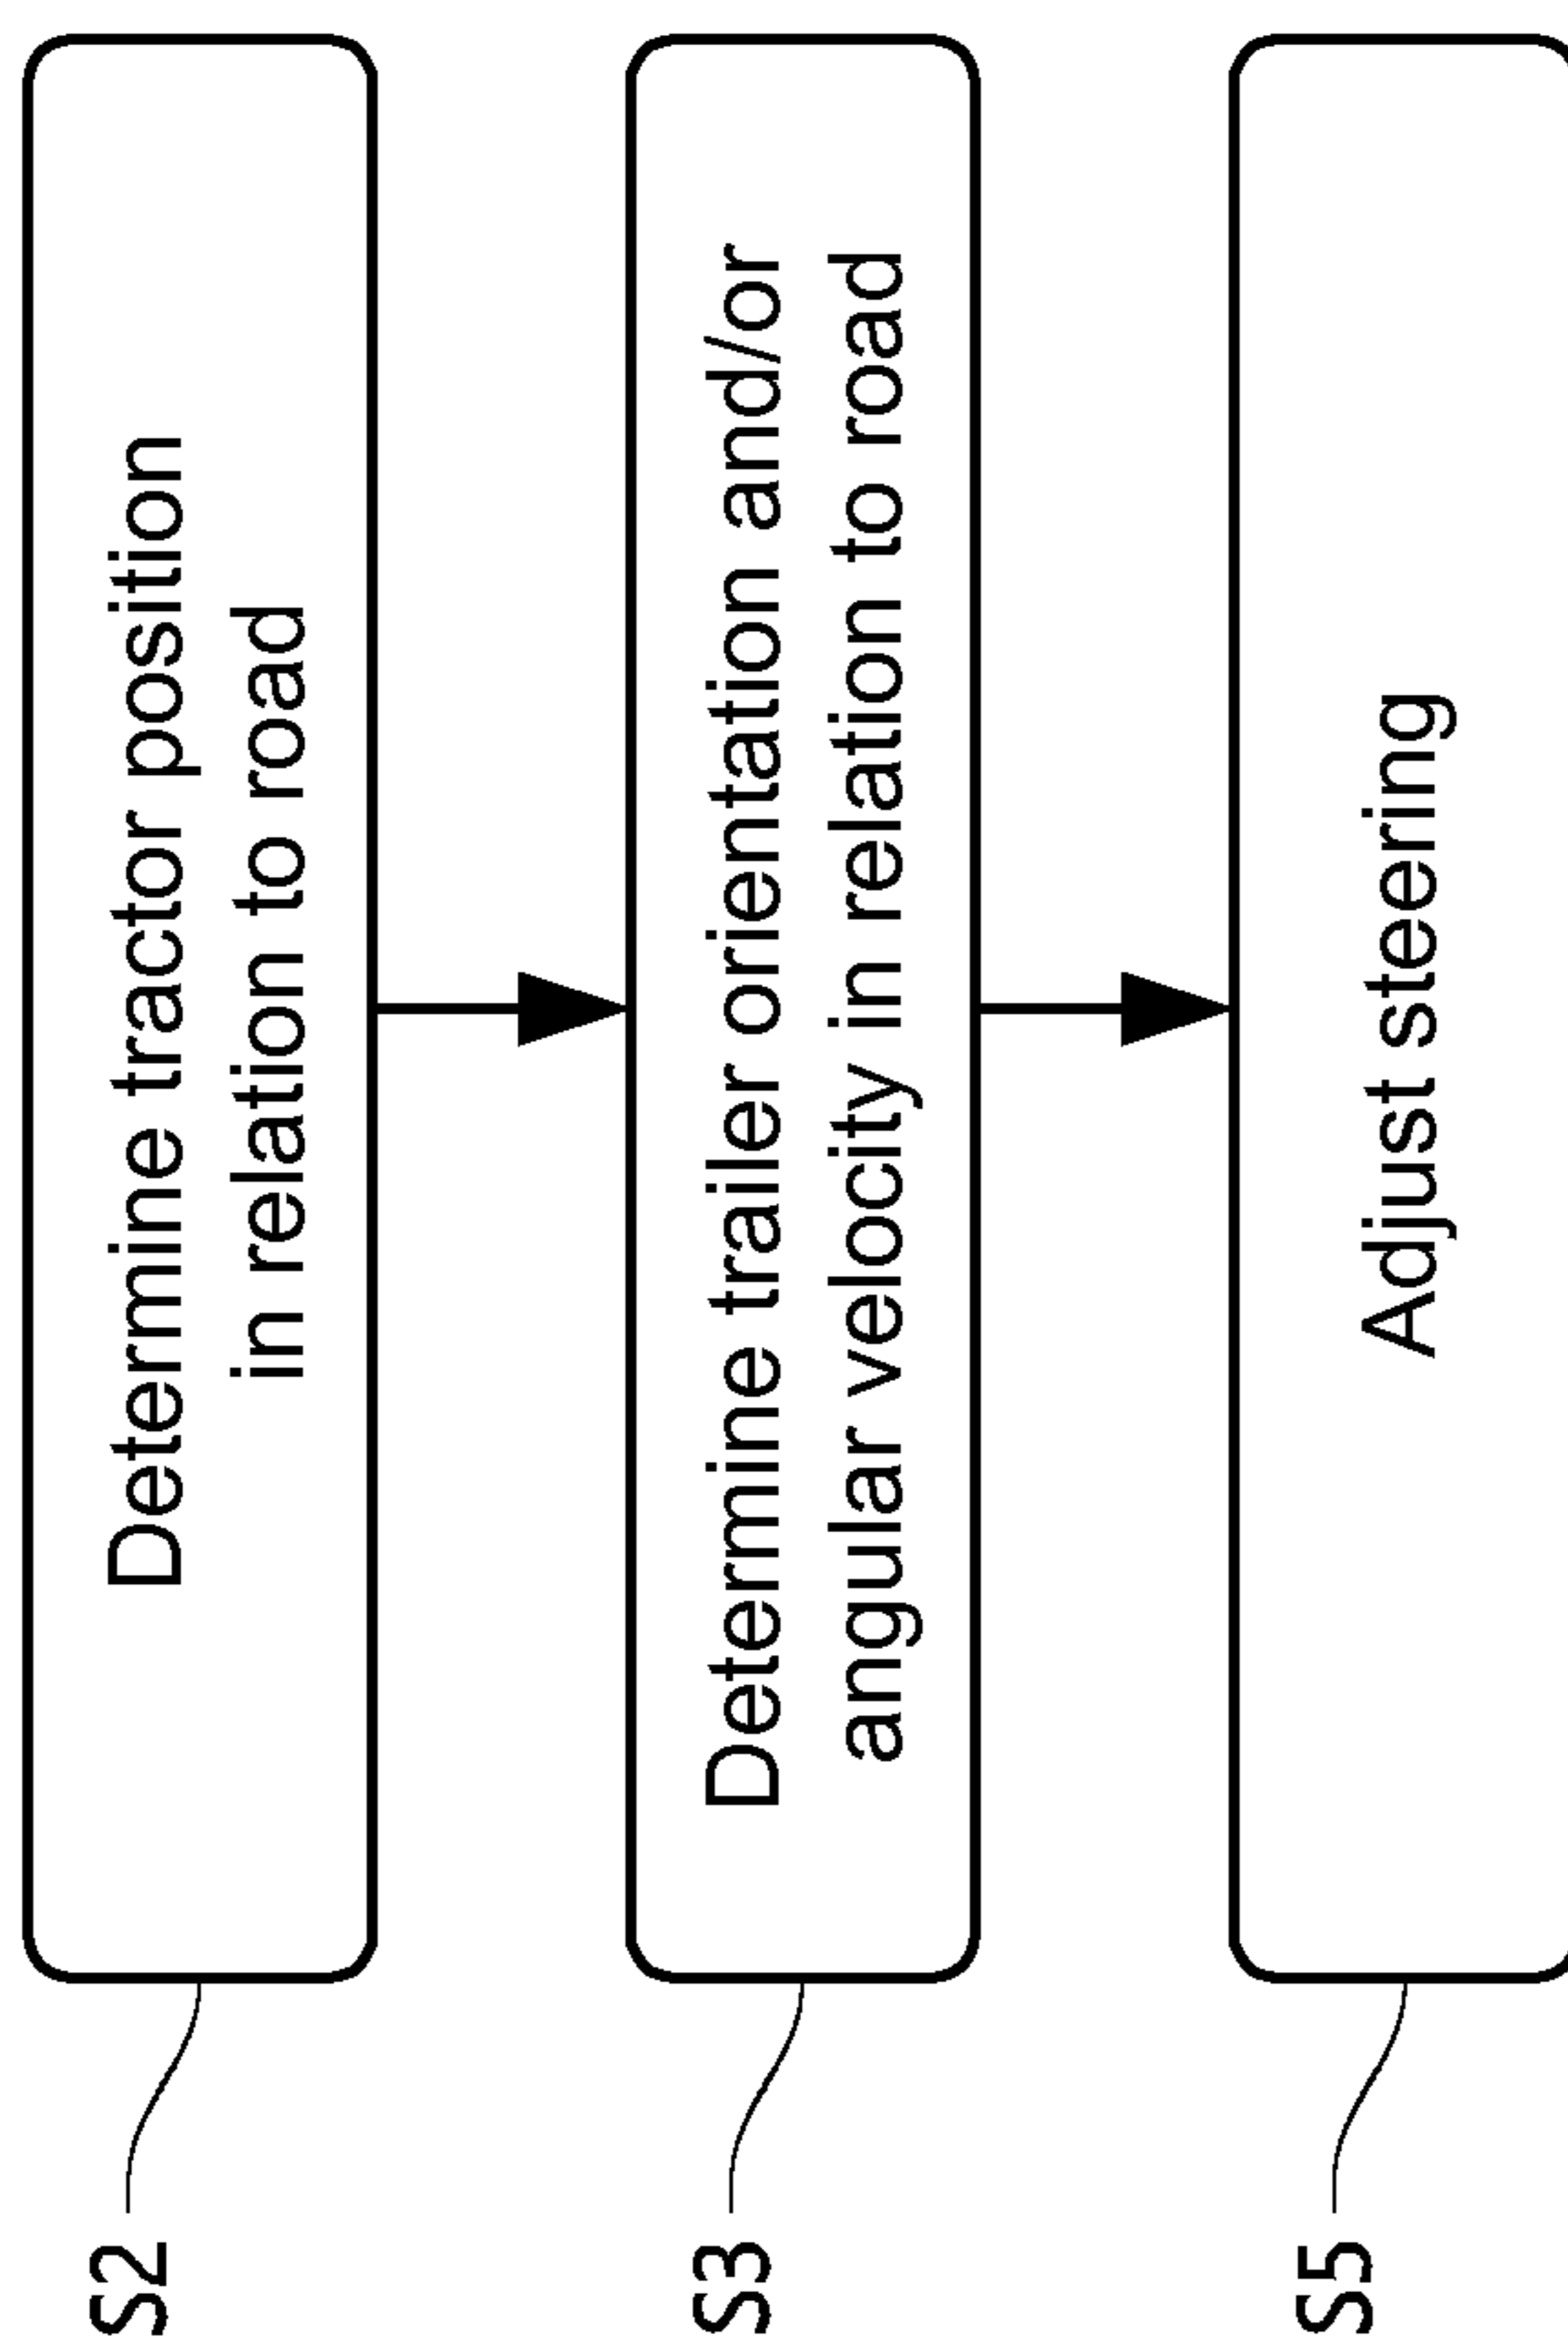 S2
Determine tractor position
in relation to road
S3
Determine trailer orientation and/or
angular velocity in relation to road
S5
Adjust steering